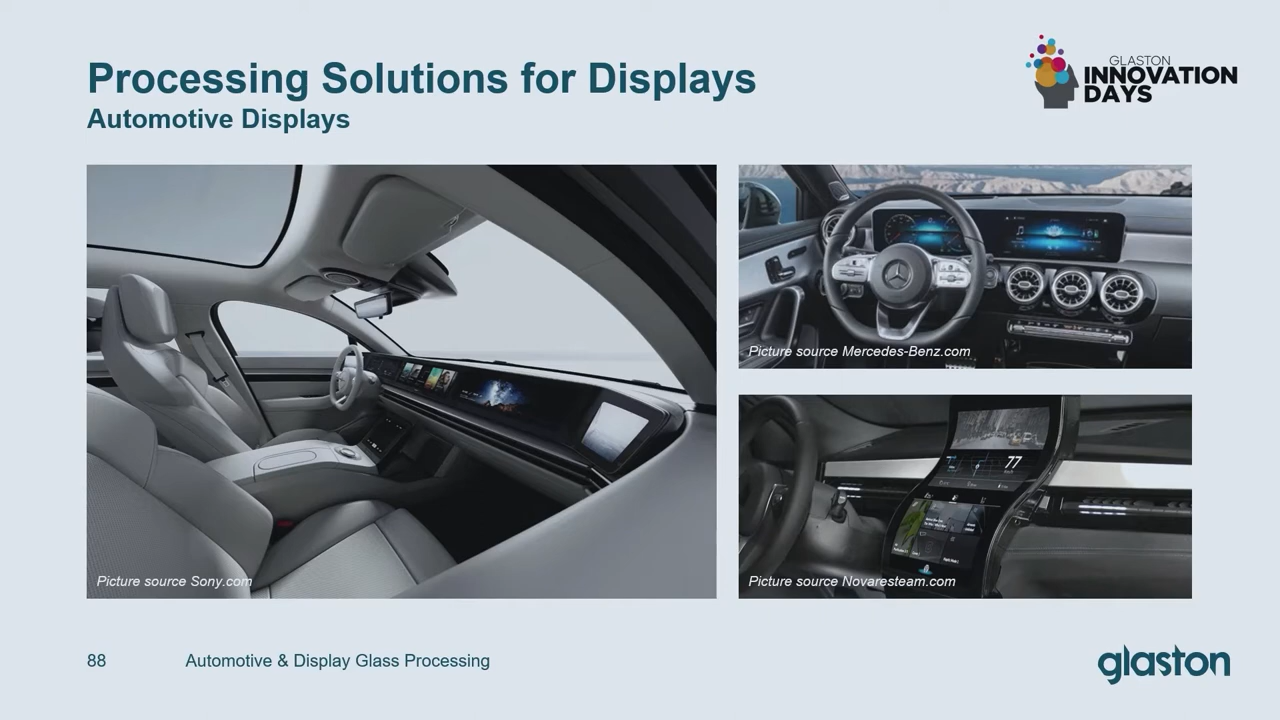 Processing Solutions for Displays
Automotive Displays
GLASTON
INNOVATION
DAYS
Picture source Sony.com
Picture source Mercedes-Benz.com
77
Picture source Novaresteam.com
88
Automotive & Display Glass Processing
glaston